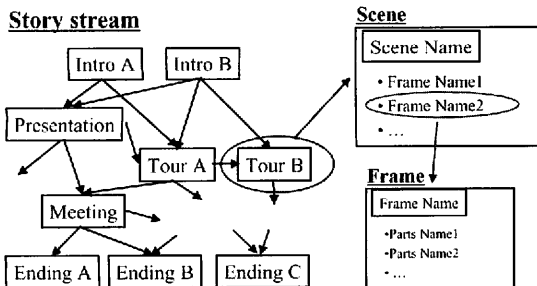 Story stream
Intro A
Intro B
Presentation
Tour A
Tour B
Meeting
Ending A
Ending B
Ending C
Scene
Scene Name
• Frame Name1
• Frame Name2
• ...
Frame
Frame Name
•Parts Name1
•Parts Name2
• ...